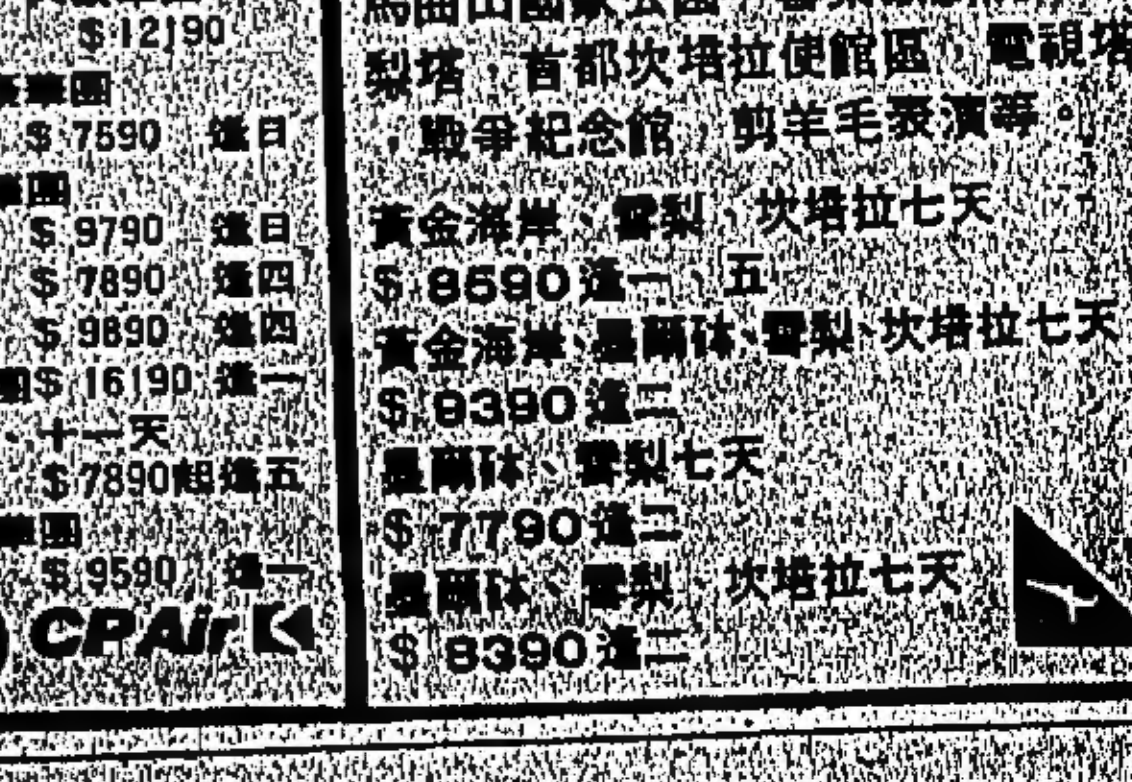 $12190
團
$7590 逢日
團
$9790 逢日
$7890 逢四
$9890 逢四
團$16190 逢一
十一天
$7890起逢五
團
$9590 逢一
CPAir
梨塔,首都坎培拉使館區,電視塔
,戰爭紀念館,剪羊毛表演等。
黃金海岸、雪梨、坎培拉七天
$8590逢一、五
黃金海岸、墨爾砵、雪梨、坎培拉七天
$9390逢二
墨爾砵、雪梨七天
$7790逢二
墨爾砵、雪梨、坎培拉七天
$8390逢二